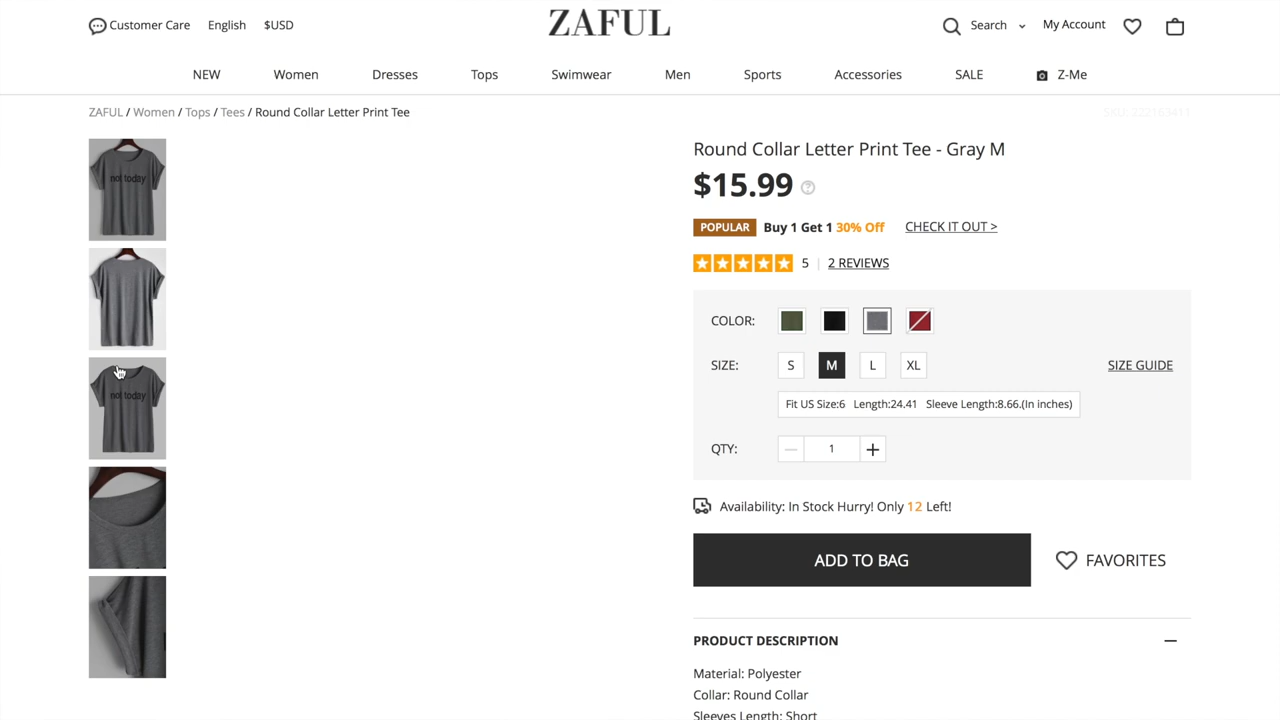 Customer Care English $USD
ZAFUL
Search My Account
NEW Women Dresses Tops Swimwear Men Sports Accessories SALE Z-Me
ZAFUL / Women / Tops / Tees / Round Collar Letter Print Tee
SKU: 222163411
not today
not today
Round Collar Letter Print Tee - Gray M
$15.99 ?
POPULAR Buy 1 Get 1 30% Off CHECK IT OUT >
5 | 2 REVIEWS
COLOR:
SIZE: S M L XL SIZE GUIDE
Fit US Size:6 Length:24.41 Sleeve Length:8.66.(In inches)
QTY: — 1 +
Availability: In Stock Hurry! Only 12 Left!
ADD TO BAG FAVORITES
PRODUCT DESCRIPTION —
Material: Polyester
Collar: Round Collar
Sleeves Length: Short